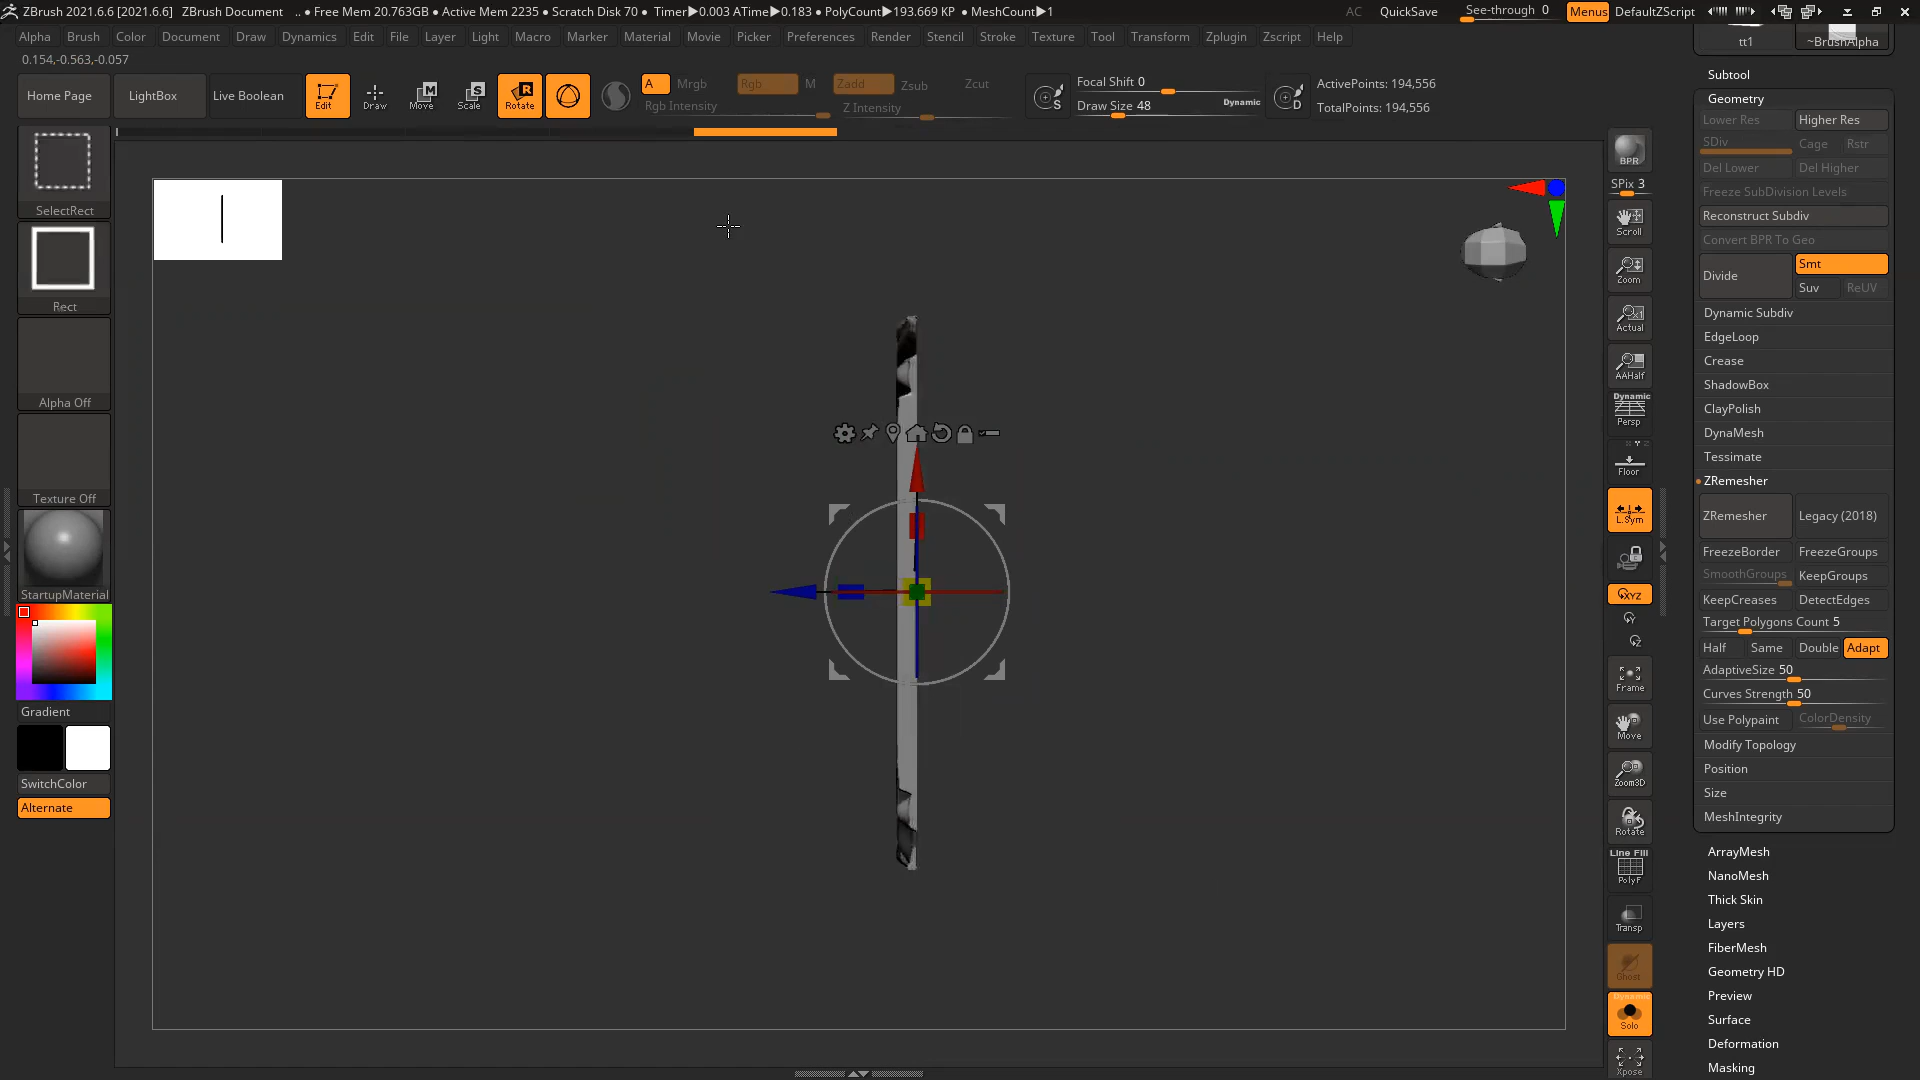 ZBrush 2021.6.6 [2021.6.6] ZBrush Document .. • Free Mem 20.763GB • Active Mem 2235 • Scratch Disk 70 • Timer▶0.003 ATime▶0.183 • PolyCount▶193.669 KP • MeshCount▶1 AC QuickSave See-through 0 Menus DefaultZScript
Alpha Brush Color Document Draw Dynamics Edit File Layer Light Macro Marker Material Movie Picker Preferences Render Stencil Stroke Texture Tool Transform Zplugin Zscript Help
tt1 ~BrushAlpha
0.154,-0.563,-0.057
Home Page LightBox Live Boolean Edit Draw Move Scale Rotate
A Mrgb Rgb M Zadd Zsub Zcut
Rgb Intensity Z Intensity
S Focal Shift 0
Draw Size 48 Dynamic
D ActivePoints: 194,556
TotalPoints: 194,556
SelectRect
Rect
Alpha Off
Texture Off
StartupMaterial
Gradient
SwitchColor
Alternate
BPR
SPix 3
Scroll
Zoom
Actual
AAHalf
Dynamic
Persp
Floor
L.Sym
XYZ
Y
Z
Frame
Move
Zoom3D
Rotate
Line Fill
PolyF
Transp
Ghost
Dynamic
Solo
Xpose
Subtool
Geometry
Lower Res Higher Res
SDiv Cage Rstr
Del Lower Del Higher
Freeze SubDivision Levels
Reconstruct Subdiv
Convert BPR To Geo
Divide Smt
Suv ReUV
Dynamic Subdiv
EdgeLoop
Crease
ShadowBox
ClayPolish
DynaMesh
Tessimate
ZRemesher
ZRemesher Legacy (2018)
FreezeBorder FreezeGroups
SmoothGroups KeepGroups
KeepCreases DetectEdges
Target Polygons Count 5
Half Same Double Adapt
AdaptiveSize 50
Curves Strength 50
Use Polypaint ColorDensity
Modify Topology
Position
Size
MeshIntegrity
ArrayMesh
NanoMesh
Thick Skin
Layers
FiberMesh
Geometry HD
Preview
Surface
Deformation
Masking